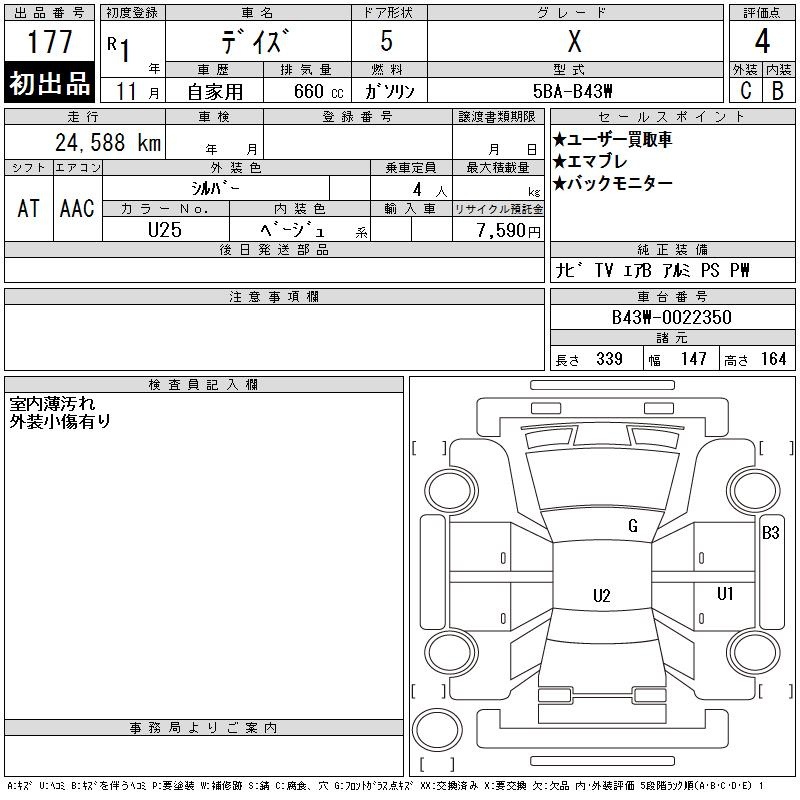 出品番号 初度登録 車名 ドア形状 グレード 評価点
177 R 1 年 デイズ 5 X 4
初出品 車歴 排気量 燃料 型式 外装 内装
11 月 自家用 660 cc ガソリン 5BA-B43W C B
走行 車検 登録番号 譲渡書類期限 セールスポイント
24,588 km 年 月 月 日 ★ユーザー買取車
シフト エアコン 外装色 乗車定員 最大積載量 ★エマブレ
AT AAC シルバー 4 人 kg ★バックモニター
カラーNo. 内装色 輸入車 リサイクル預託金
U25 ベージュ 系 7,590円
後日発送部品 純正装備
ナビ TV エアB アルミ PS PW
注意事項欄 車台番号
B43W-0022350
諸元
長さ 339 幅 147 高さ 164
検査員記入欄
室内薄汚れ
外装小傷有り
G B3
U2 U1
事務局よりご案内
A:キズ U:ヘコミ B:キズを伴うヘコミ P:要塗装 W:補修跡 S:錆 C:腐食、穴 G:フロントガラス点キズ XX:交換済み X:要交換 欠:欠品 内・外装評価 5段階ランク順(A・B・C・D・E) 1